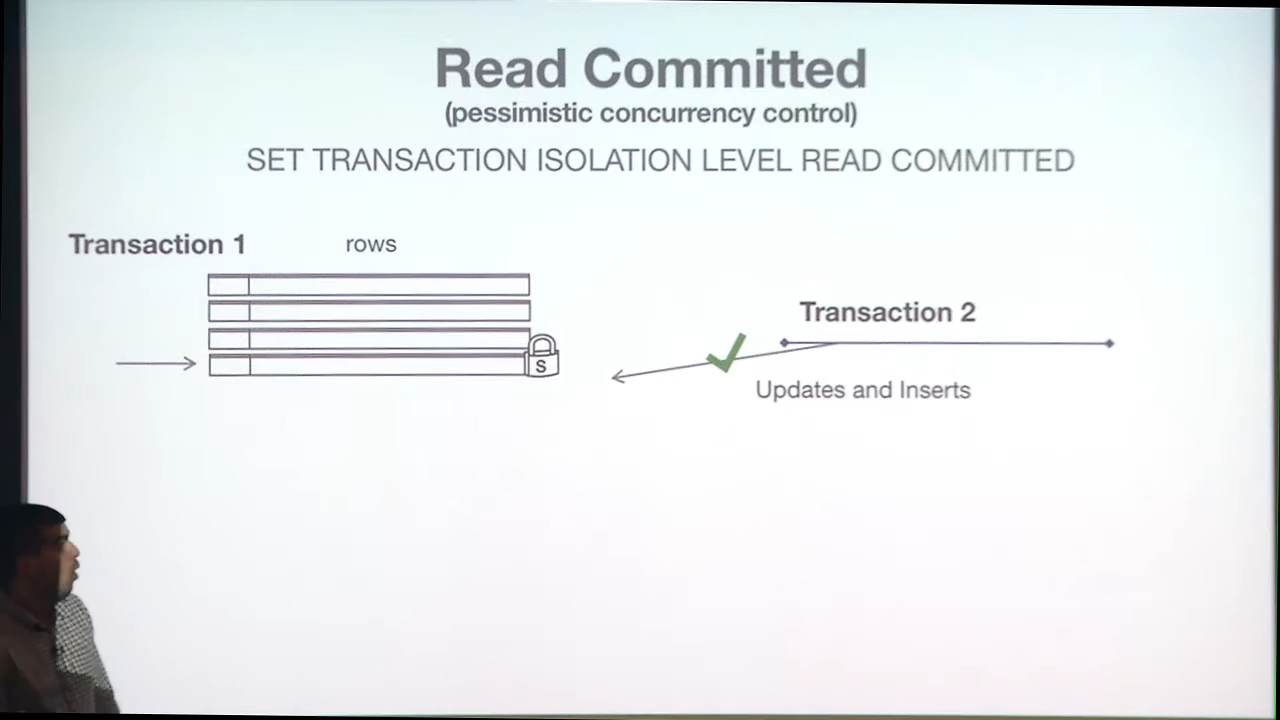 Read Committed
(pessimistic concurrency control)
SET TRANSACTION ISOLATION LEVEL READ COMMITTED
Transaction 1
rows
Transaction 2
S
Updates and Inserts